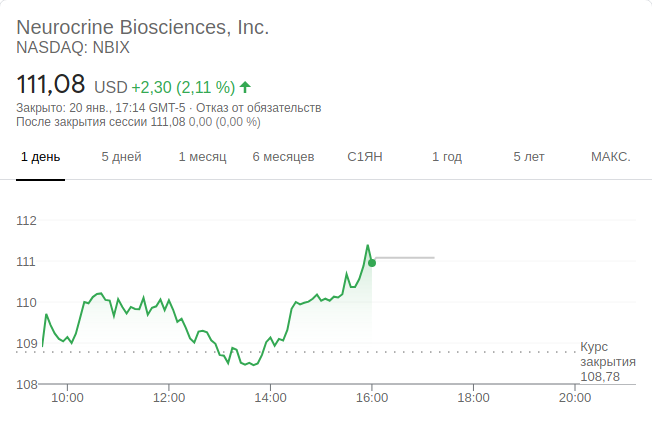 Neurocrine Biosciences, Inc.
NASDAQ: NBIX
111,08 USD +2,30 (2,11 %)
Закрыто: 20 янв., 17:14 GMT-5 · Отказ от обязательств
После закрытия сессии 111,08 0,00 (0,00 %)
1 день 5 дней 1 месяц 6 месяцев С1ЯН 1 год 5 лет МАКС.
112
111
110
109
Курс
закрытия
108,78
108
10:00 12:00 14:00 16:00 18:00 20:00